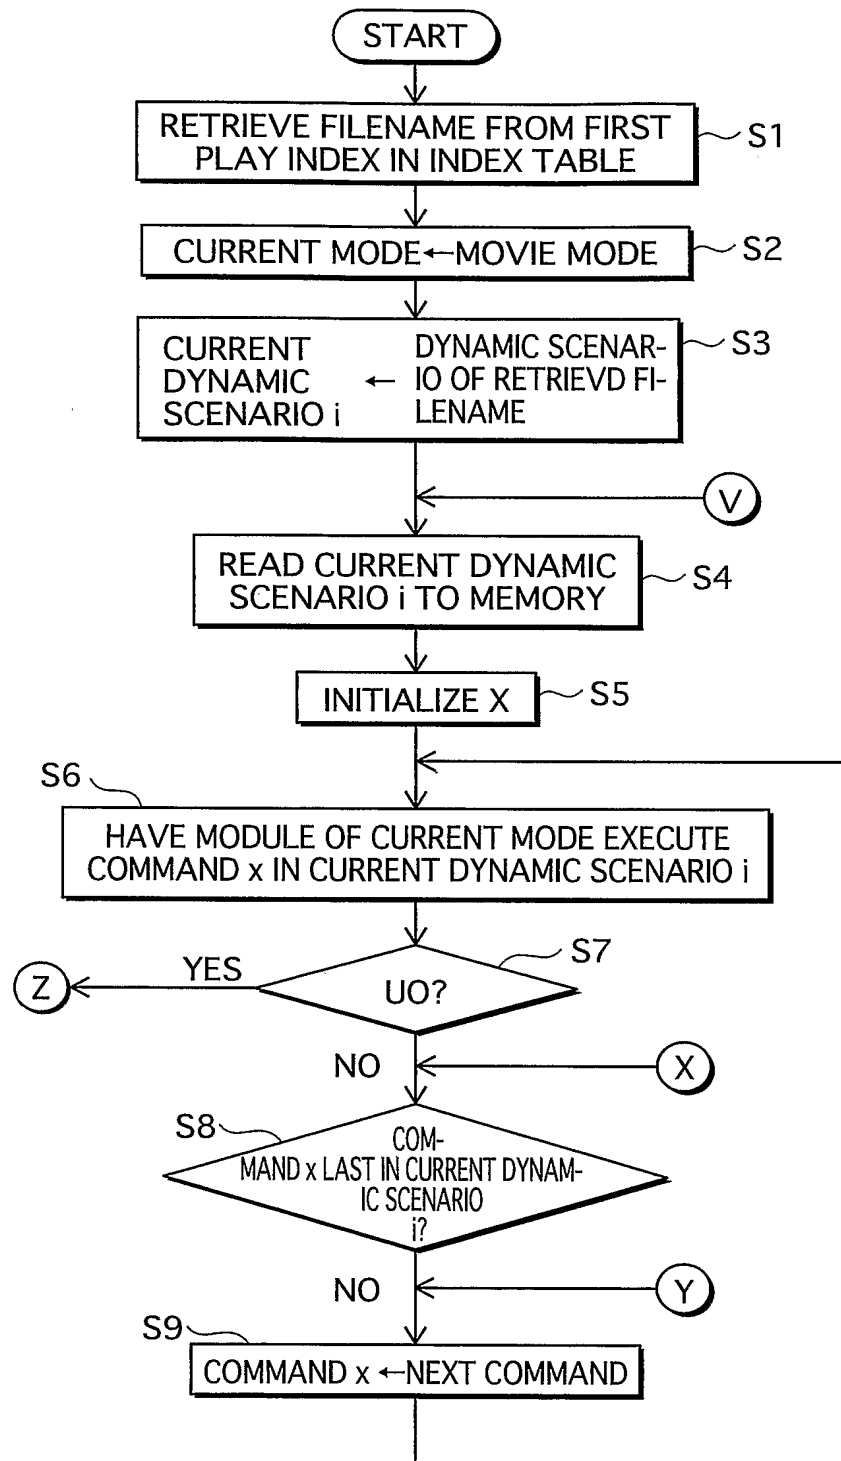 START
RETRIEVE FILENAME FROM FIRST
PLAY INDEX IN INDEX TABLE
S1
CURRENT MODE←MOVIE MODE
S2
CURRENT
DYNAMIC
SCENARIO i
←
DYNAMIC SCENAR-
IO OF RETRIEVD FI-
LENAME
S3
V
READ CURRENT DYNAMIC
SCENARIO i TO MEMORY
S4
INITIALIZE X
S5
S6
HAVE MODULE OF CURRENT MODE EXECUTE
COMMAND x IN CURRENT DYNAMIC SCENARIO i
S7
UO?
YES
Z
NO
X
S8
COM-
MAND x LAST IN CURRENT DYNAM-
IC SCENARIO
i?
NO
Y
S9
COMMAND x ←NEXT COMMAND